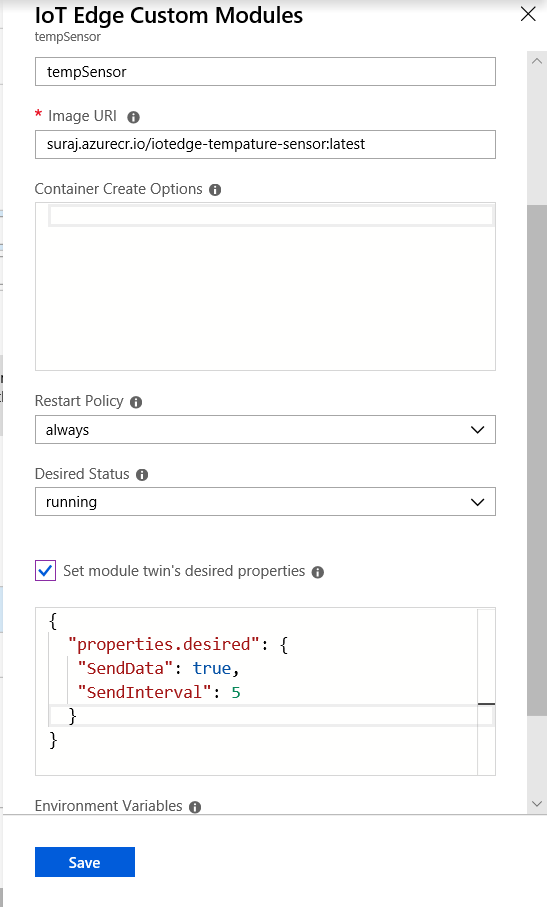 IoT Edge Custom Modules
tempSensor
tempSensor
* Image URI
suraj.azurecr.io/iotedge-tempature-sensor:latest
Container Create Options
Restart Policy
always
Desired Status
running
Set module twin's desired properties
{
"properties.desired": {
"SendData": true,
"SendInterval": 5
}
}
Environment Variables
Save